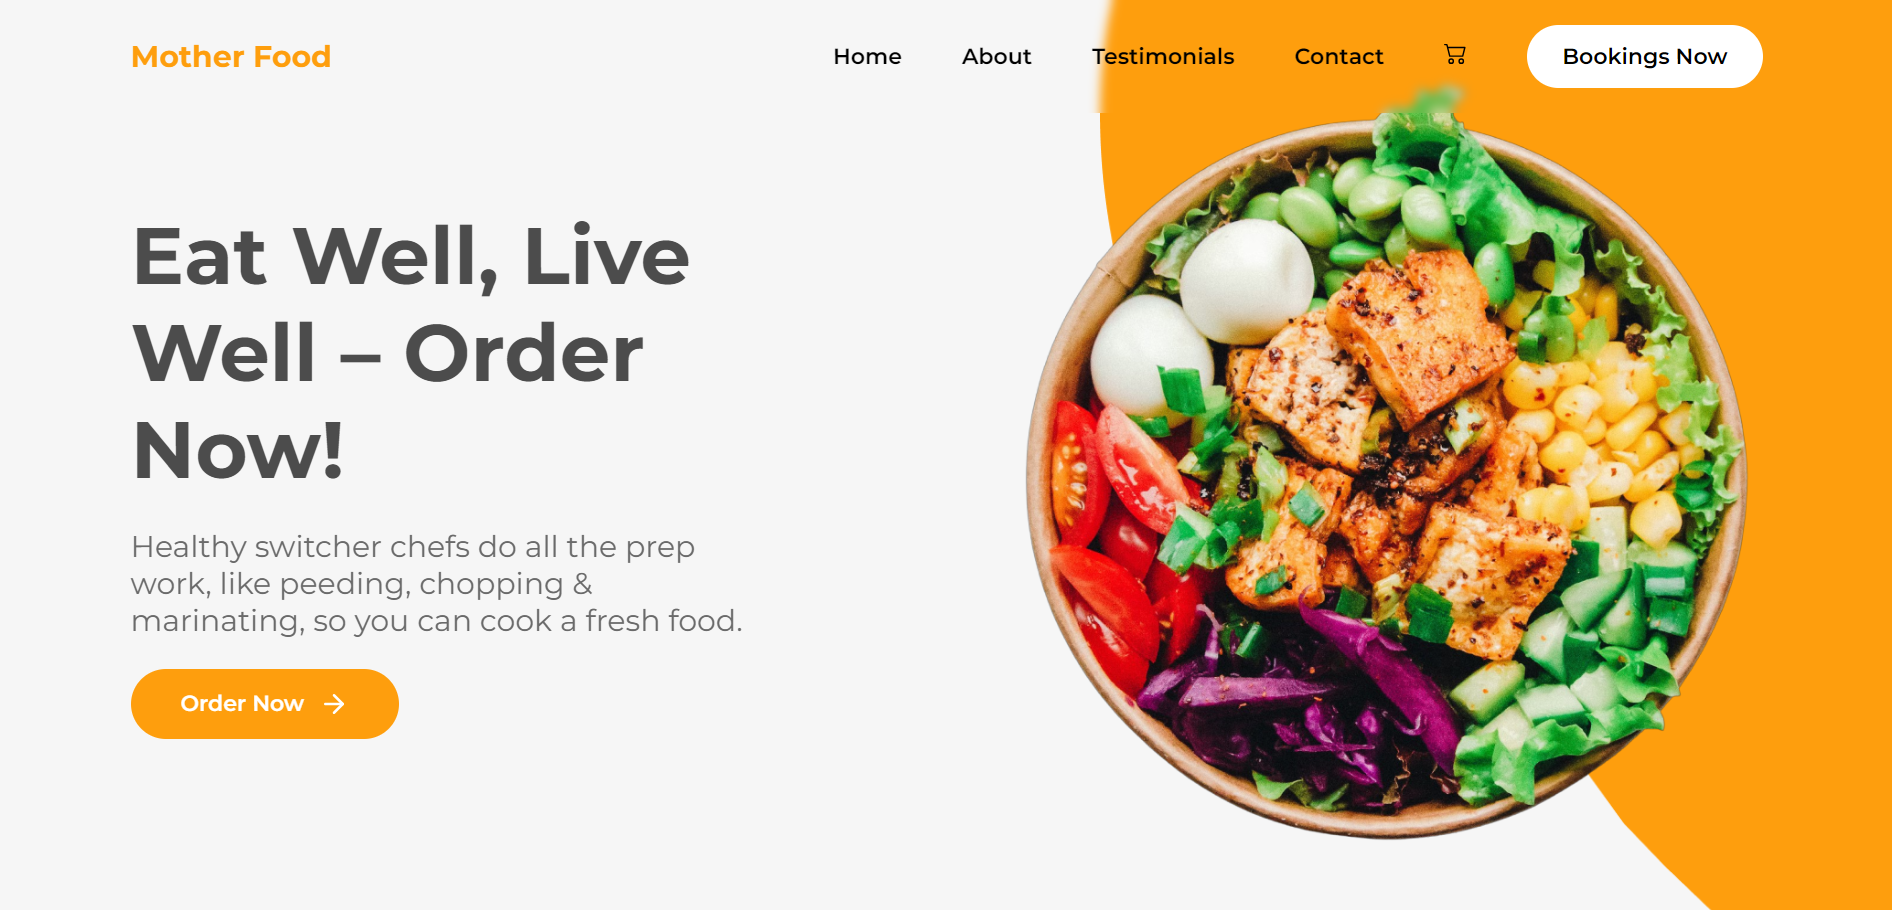 Mother Food
Home
About
Testimonials
Contact
Bookings Now
Eat Well, Live
Well – Order
Now!
Healthy switcher chefs do all the prep
work, like peeding, chopping &
marinating, so you can cook a fresh food.
Order Now